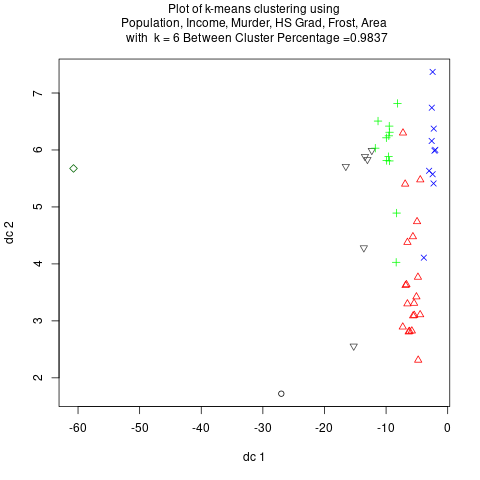 Plot of k-means clustering using
Population, Income, Murder, HS Grad, Frost, Area
with k = 6 Between Cluster Percentage =0.9837
7
6
5
4
3
2
dc 2
-60 -50 -40 -30 -20 -10 0
dc 1